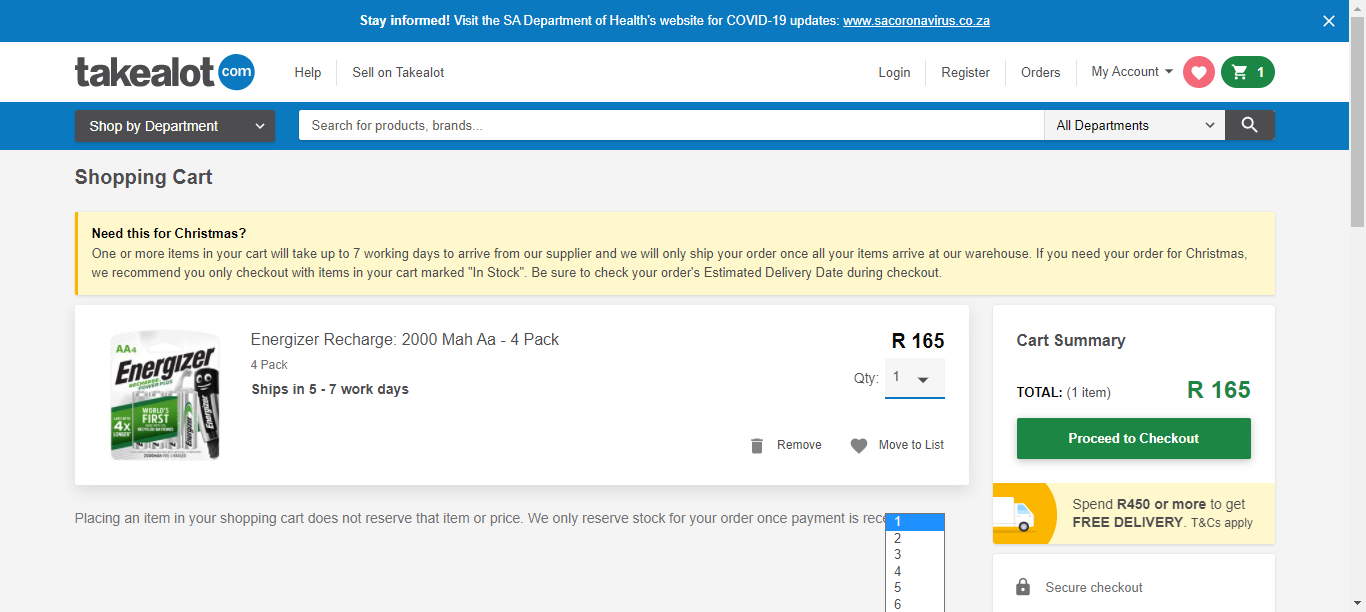 Stay informed! Visit the SA Department of Health's website for COVID-19 updates: www.sacoronavirus.co.za
takealot com
Help
Sell on Takealot
Login
Register
Orders
My Account
1
Shop by Department
Search for products, brands...
All Departments
Shopping Cart
Need this for Christmas?
One or more items in your cart will take up to 7 working days to arrive from our supplier and we will only ship your order once all your items arrive at our warehouse. If you need your order for Christmas,
we recommend you only checkout with items in your cart marked "In Stock". Be sure to check your order's Estimated Delivery Date during checkout.
AA4
Energizer
RECHARGE
POWER PLUS
WORLD'S
FIRST
4X
LONGER
Energizer
Energizer Recharge: 2000 Mah Aa - 4 Pack
4 Pack
Ships in 5 - 7 work days
R 165
Qty: 1
Remove
Move to List
Cart Summary
TOTAL: (1 item)
R 165
Proceed to Checkout
Spend R450 or more to get
FREE DELIVERY. T&Cs apply
Secure checkout
Placing an item in your shopping cart does not reserve that item or price. We only reserve stock for your order once payment is rece
1
2
3
4
5
6